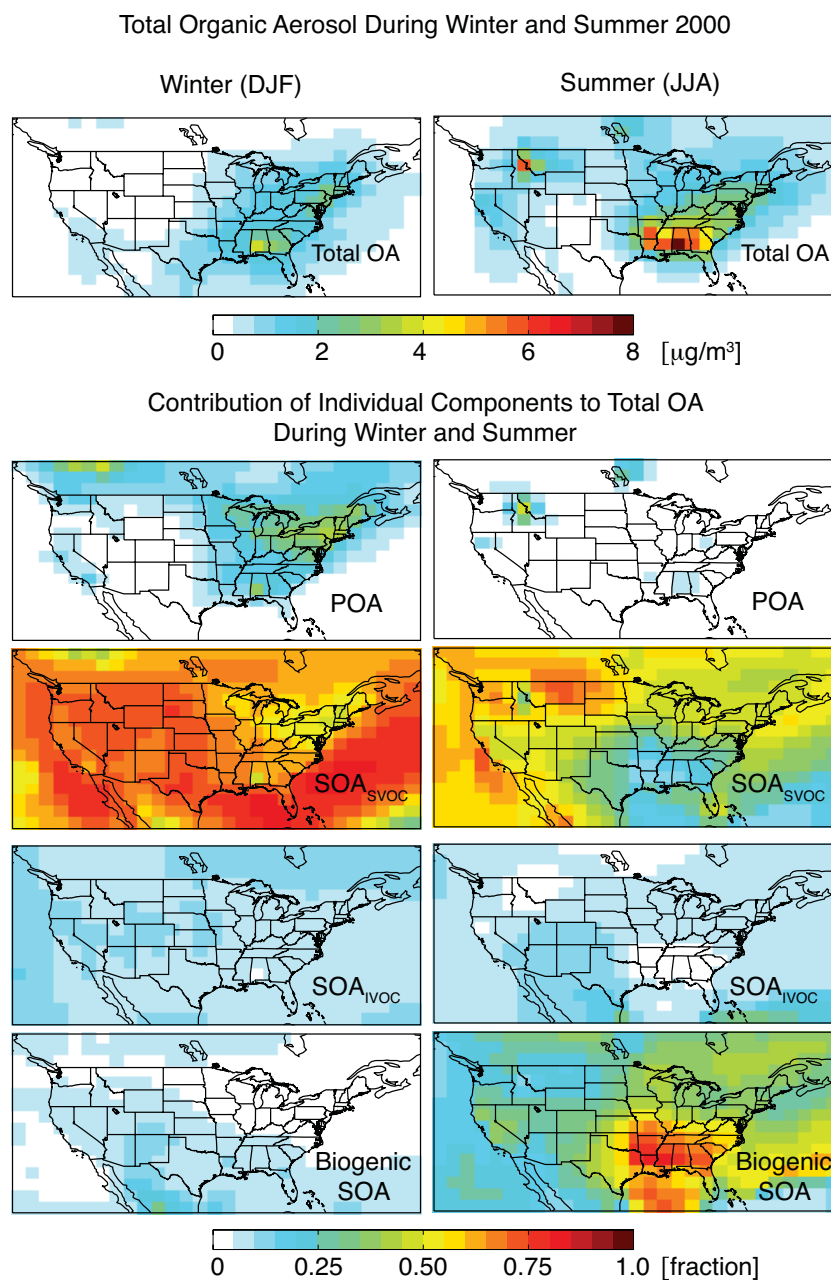 Total Organic Aerosol During Winter and Summer 2000
Winter (DJF) Summer (JJA)
Total OA Total OA
0 2 4 6 8 [µg/m³]
Contribution of Individual Components to Total OA
During Winter and Summer
POA POA
SOA_SVOC SOA_SVOC
SOA_IVOC SOA_IVOC
Biogenic Biogenic
SOA SOA
0 0.25 0.50 0.75 1.0 [fraction]